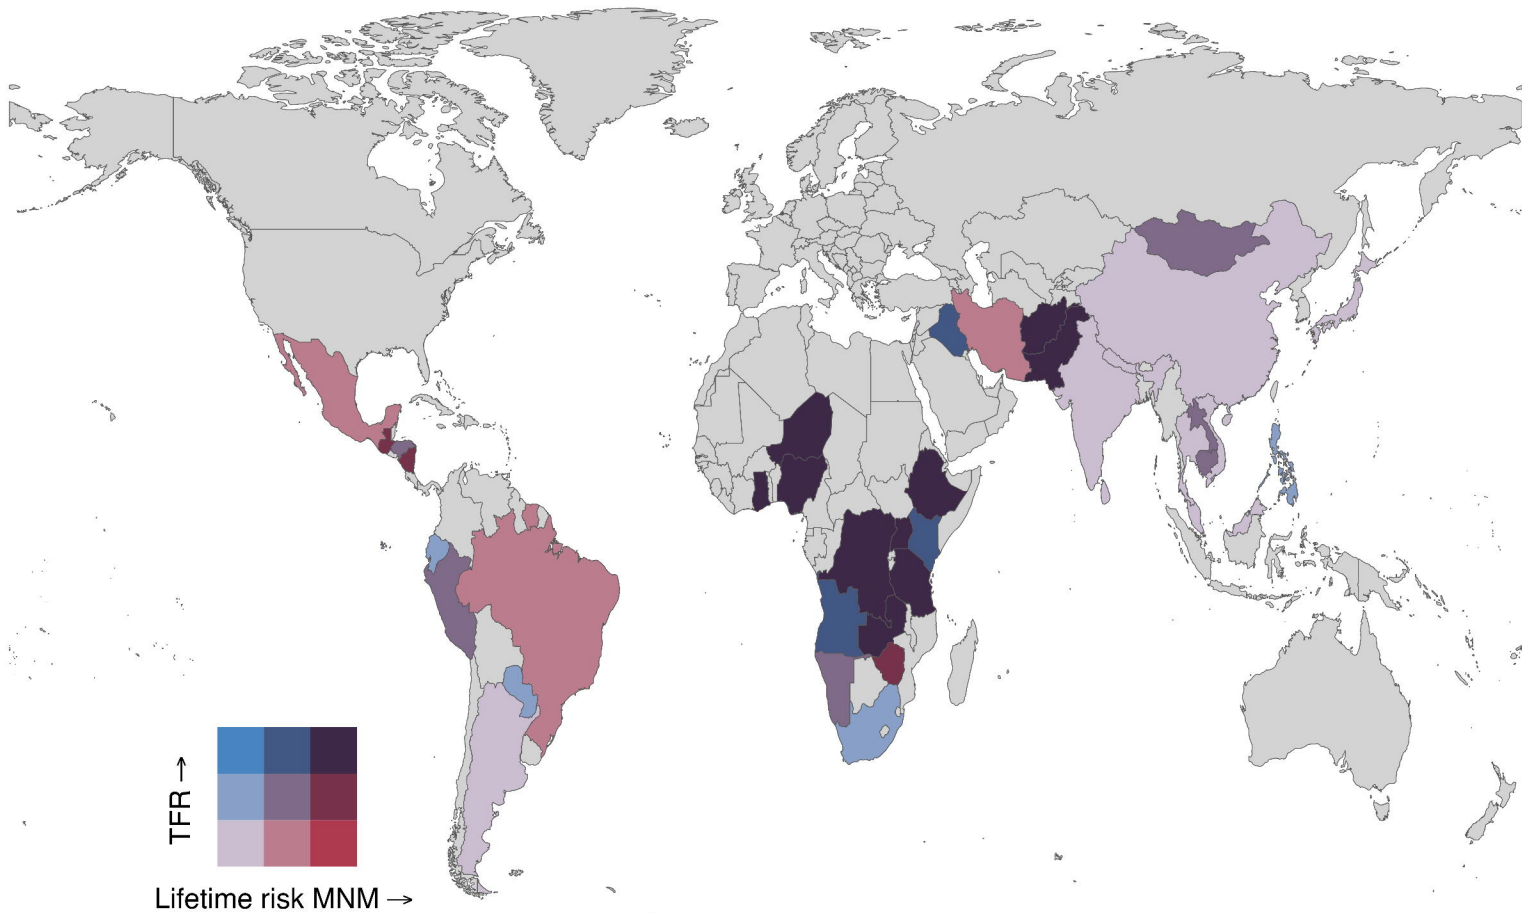 TFR →
Lifetime risk MNM →